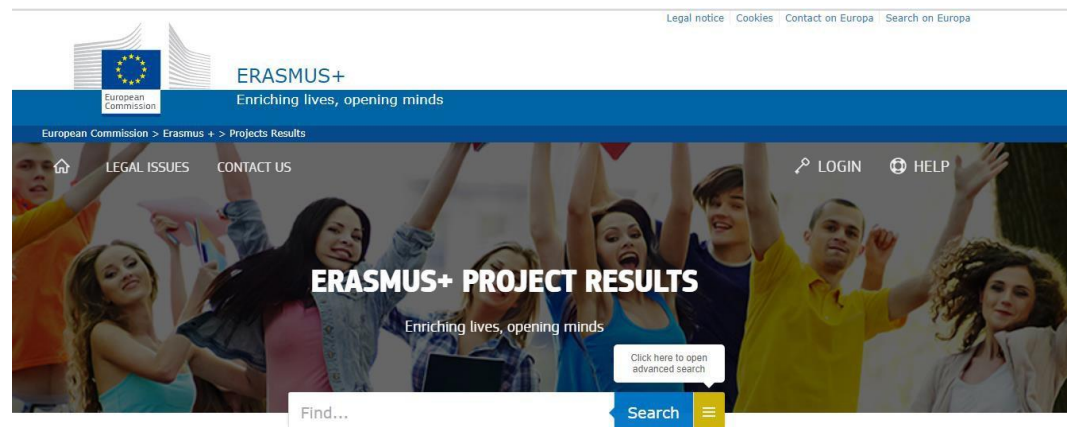 Legal notice Cookies Contact on Europa Search on Europa
European
Commission
ERASMUS+
Enriching lives, opening minds
European Commission > Erasmus + > Projects Results
LEGAL ISSUES CONTACT US LOGIN HELP
ERASMUS+ PROJECT RESULTS
Enriching lives, opening minds
Click here to open
advanced search
Find... Search